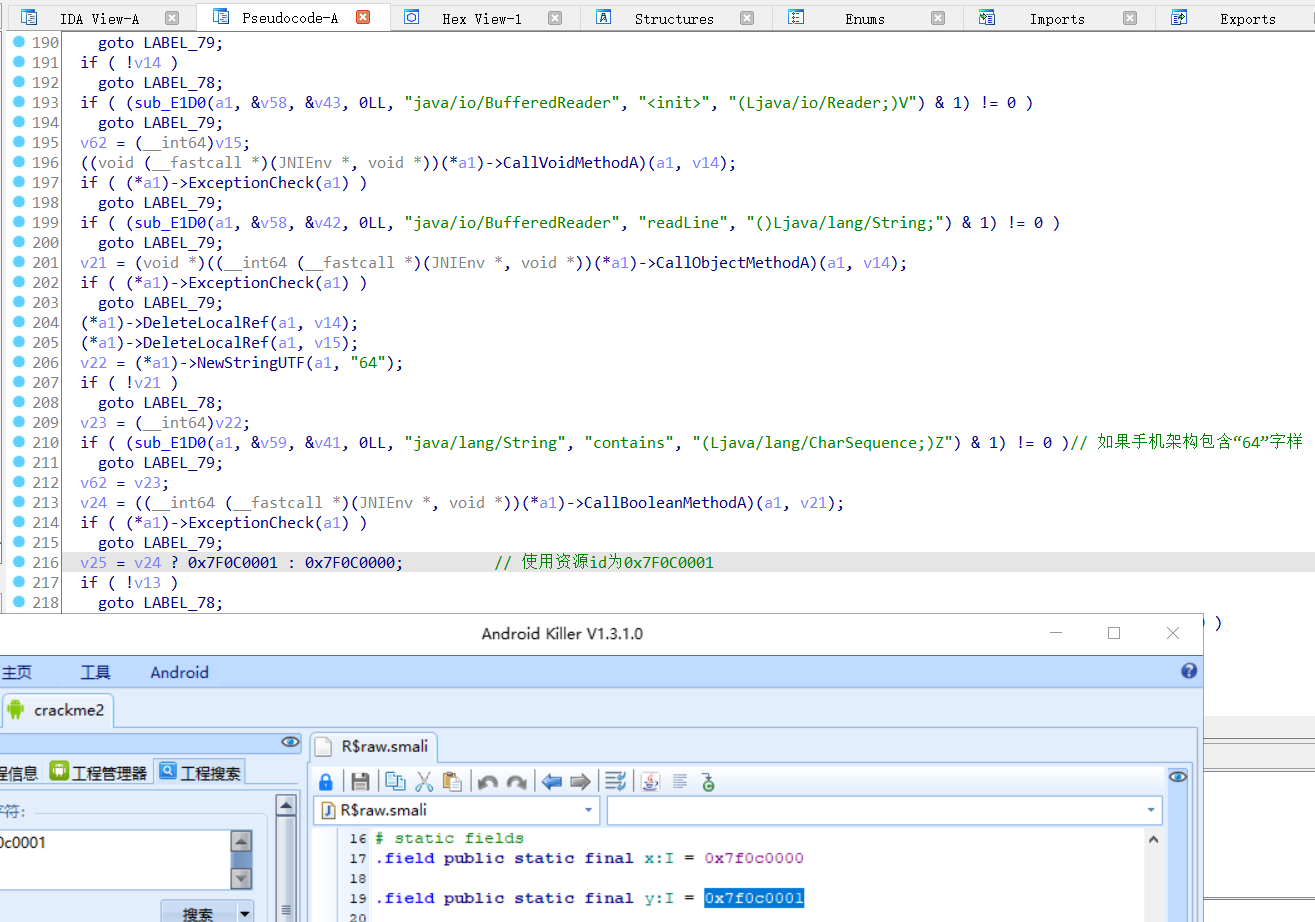 IDA View-A Pseudocode-A Hex View-1 Structures Enums Imports Exports
190 goto LABEL_79;
191 if ( !v14 )
192 goto LABEL_78;
193 if ( (sub_E1D0(a1, &v58, &v43, 0LL, "java/io/BufferedReader", "<init>", "(Ljava/io/Reader;)V") & 1) != 0 )
194 goto LABEL_79;
195 v62 = (__int64)v15;
196 ((void (__fastcall *)(JNIEnv *, void *))(*a1)->CallVoidMethodA)(a1, v14);
197 if ( (*a1)->ExceptionCheck(a1) )
198 goto LABEL_79;
199 if ( (sub_E1D0(a1, &v58, &v42, 0LL, "java/io/BufferedReader", "readLine", "()Ljava/lang/String;") & 1) != 0 )
200 goto LABEL_79;
201 v21 = (void *)((__int64 (__fastcall *)(JNIEnv *, void *))(*a1)->CallObjectMethodA)(a1, v14);
202 if ( (*a1)->ExceptionCheck(a1) )
203 goto LABEL_79;
204 (*a1)->DeleteLocalRef(a1, v14);
205 (*a1)->DeleteLocalRef(a1, v15);
206 v22 = (*a1)->NewStringUTF(a1, "64");
207 if ( !v21 )
208 goto LABEL_78;
209 v23 = (__int64)v22;
210 if ( (sub_E1D0(a1, &v59, &v41, 0LL, "java/lang/String", "contains", "(Ljava/lang/CharSequence;)Z") & 1) != 0 )// 如果手机架构包含“64”字样
211 goto LABEL_79;
212 v62 = v23;
213 v24 = ((__int64 (__fastcall *)(JNIEnv *, void *))(*a1)->CallBooleanMethodA)(a1, v21);
214 if ( (*a1)->ExceptionCheck(a1) )
215 goto LABEL_79;
216 v25 = v24 ? 0x7F0C0001 : 0x7F0C0000; // 使用资源id为0x7F0C0001
217 if ( !v13 )
218 goto LABEL_78;
)
Android Killer V1.3.1.0
主页 工具 Android
crackme2
R$raw.smali
程信息 工程管理器 工程搜索
R$raw.smali
字符:
0c0001
搜索
16 # static fields
17 .field public static final x:I = 0x7f0c0000
18
19 .field public static final y:I = 0x7f0c0001
20